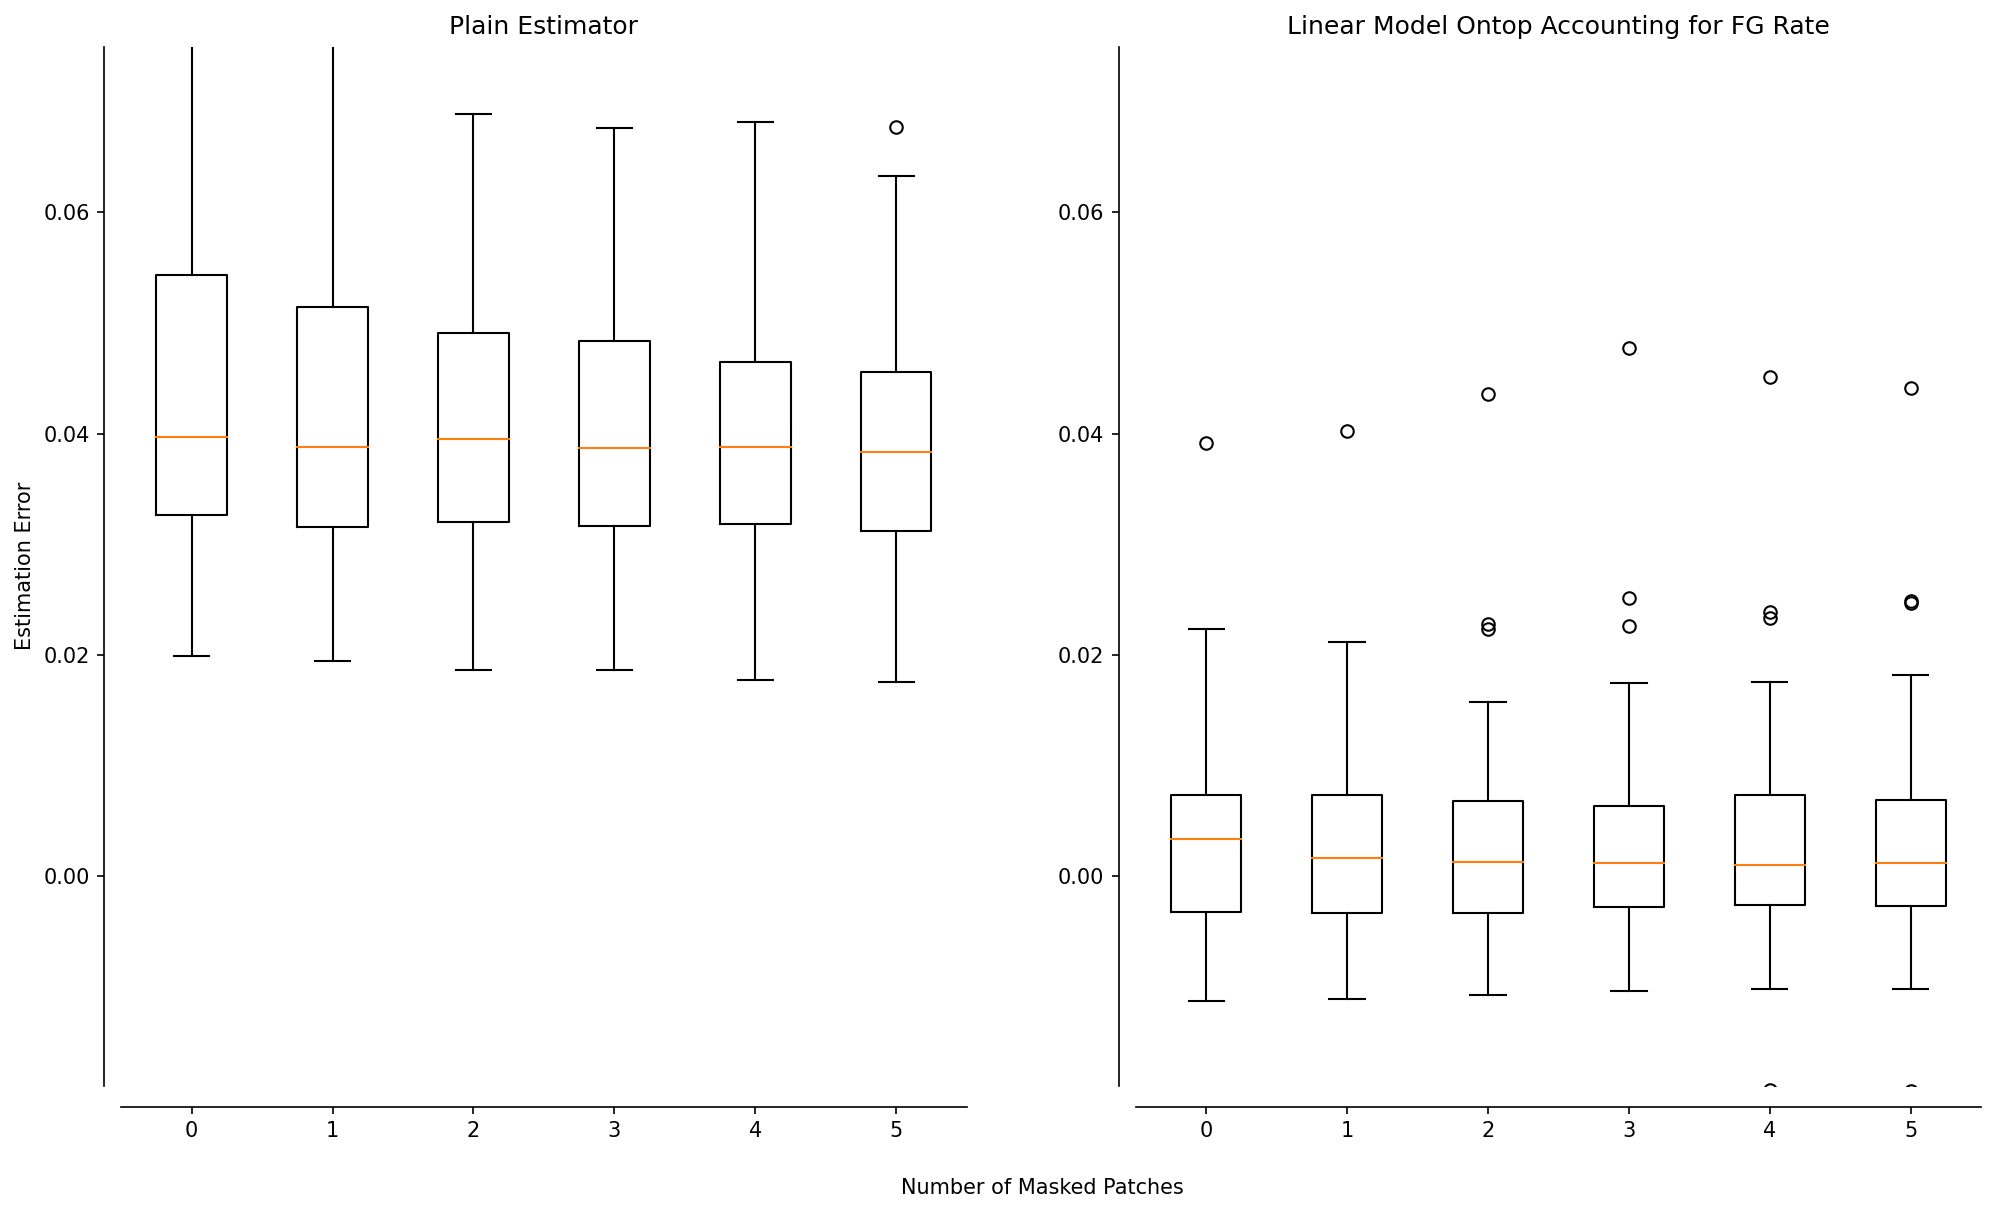 Plain Estimator
Linear Model Ontop Accounting for FG Rate
Estimation Error
0.06
0.04
0.02
0.00
0.06
0.04
0.02
0.00
0 1 2 3 4 5
0 1 2 3 4 5
Number of Masked Patches